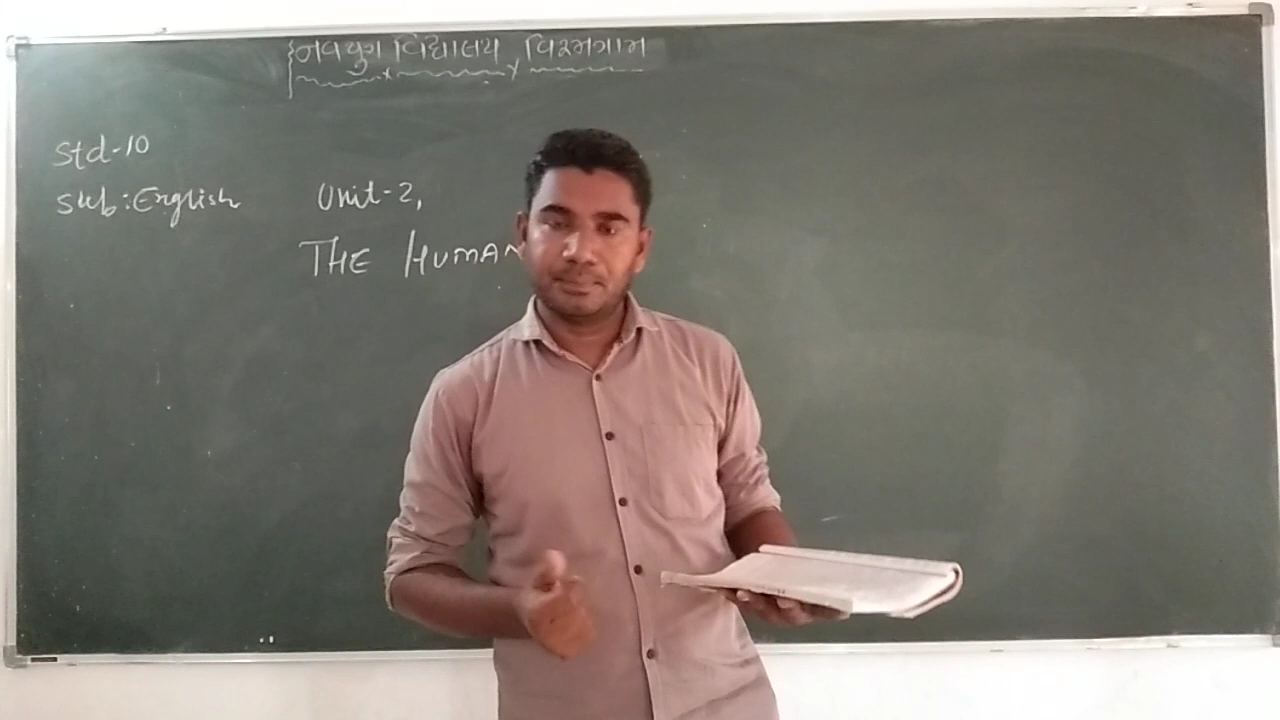 નવયુગ વિદ્યાલય, વિરમગામ
Std-10
Sub: English
Unit-2,
THE HUMAN